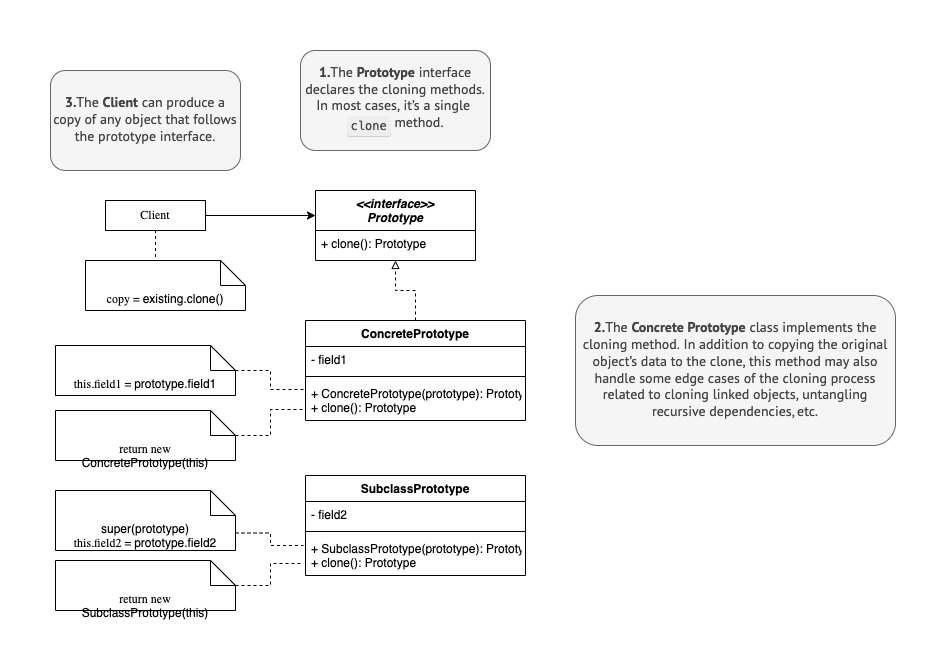 1.The Prototype interface
declares the cloning methods.
In most cases, it's a single
clone method.
3.The Client can produce a
copy of any object that follows
the prototype interface.
<<interface>>
Prototype
Client
+ clone(): Prototype
copy = existing.clone()
2.The Concrete Prototype class implements the
cloning method. In addition to copying the original
object's data to the clone, this method may also
handle some edge cases of the cloning process
related to cloning linked objects, untangling
recursive dependencies, etc.
ConcretePrototype
- field1
this.field1 = prototype.field1
+ ConcretePrototype(prototype): Prototy
+ clone(): Prototype
return new
ConcretePrototype(this)
SubclassPrototype
- field2
super(prototype)
this.field2 = prototype.field2
+ SubclassPrototype(prototype): Prototy
+ clone(): Prototype
return new
SubclassPrototype(this)